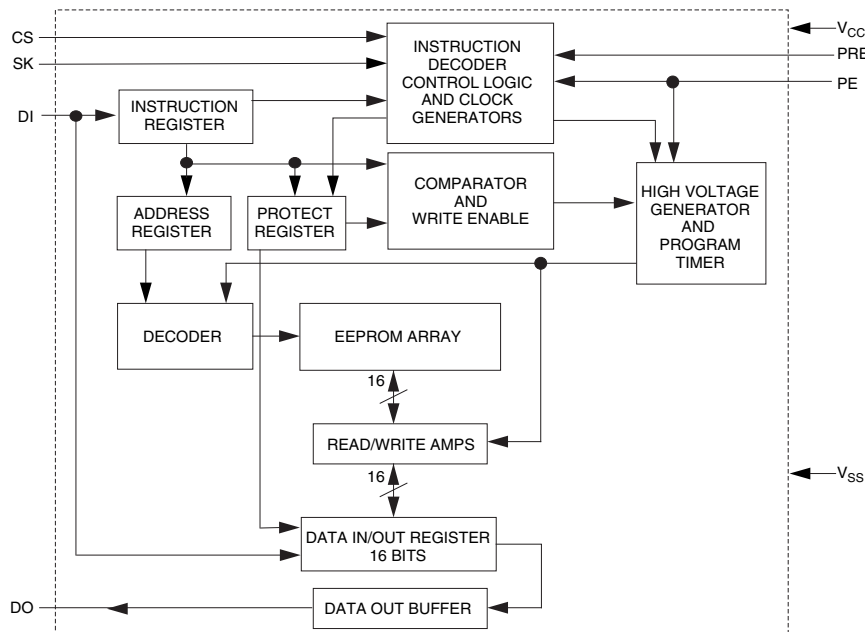 CS
SK
DI
INSTRUCTION
DECODER
CONTROL LOGIC
AND CLOCK
GENERATORS
V_CC
PRE
PE
INSTRUCTION
REGISTER
ADDRESS
REGISTER
PROTECT
REGISTER
COMPARATOR
AND
WRITE ENABLE
HIGH VOLTAGE
GENERATOR
AND
PROGRAM
TIMER
DECODER
EEPROM ARRAY
16
READ/WRITE AMPS
16
V_SS
DATA IN/OUT REGISTER
16 BITS
DO
DATA OUT BUFFER